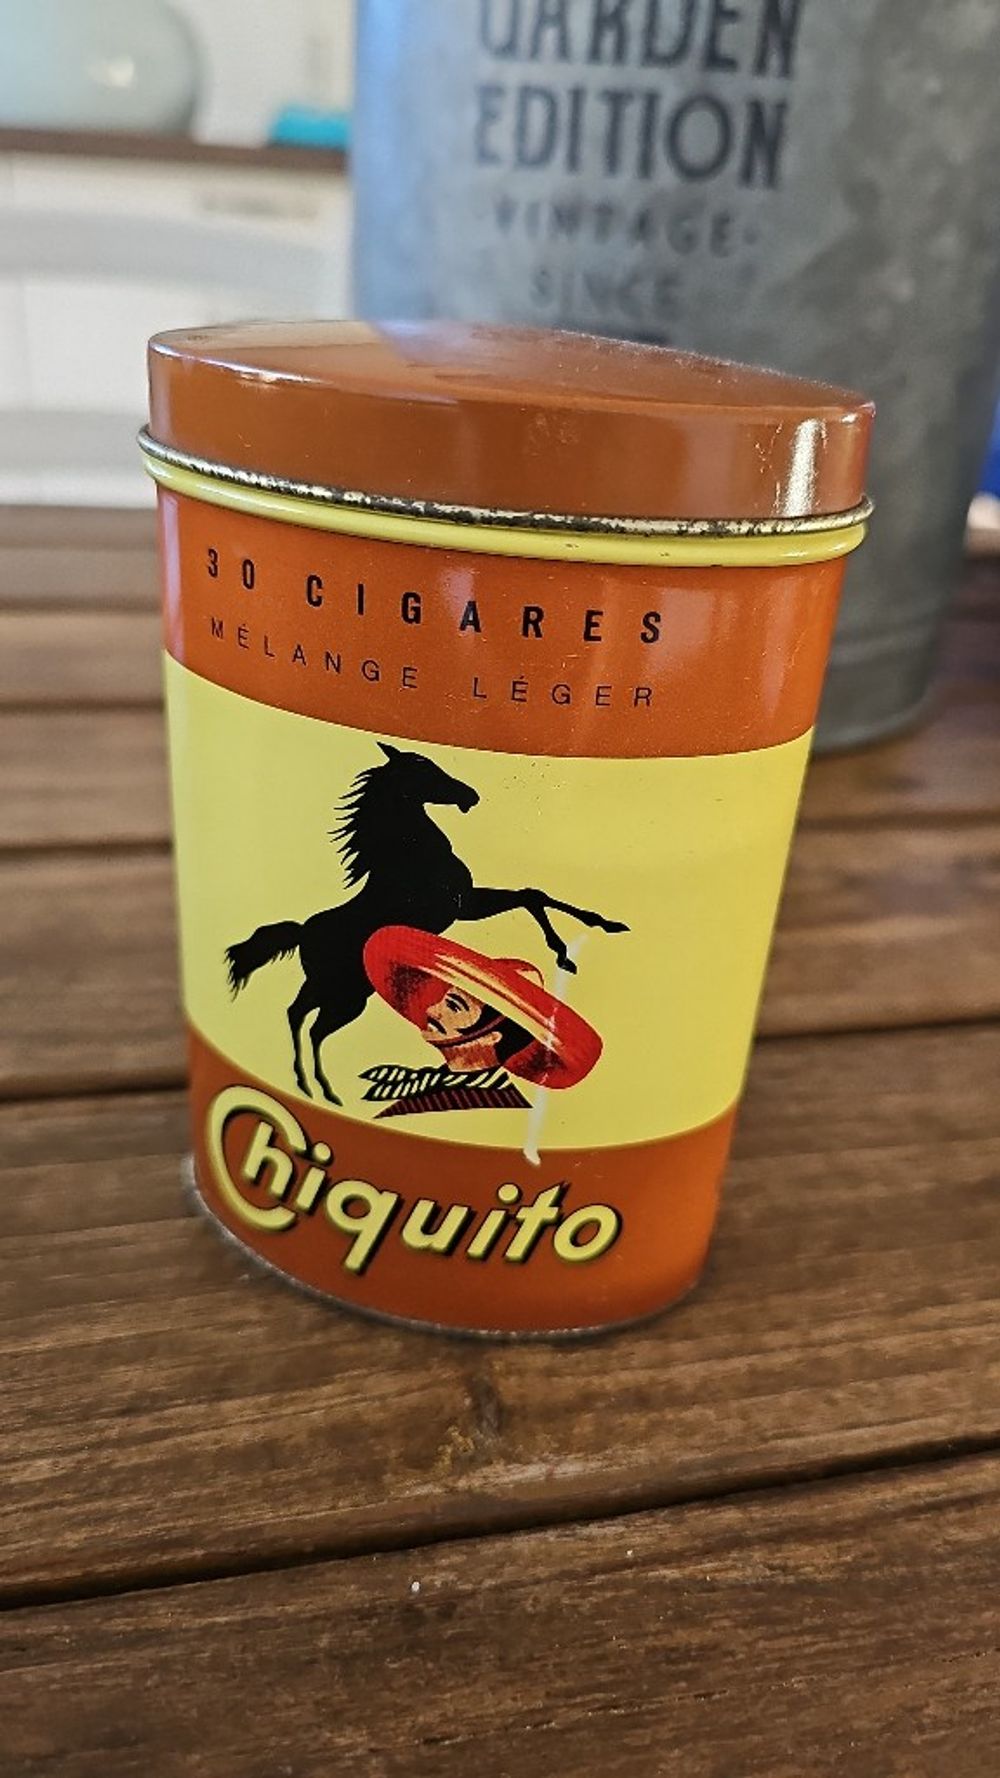 GARDEN
EDITION
·VINTAGE·
SINCE
30 CIGARES
MÉLANGE LÉGER
Chiquito